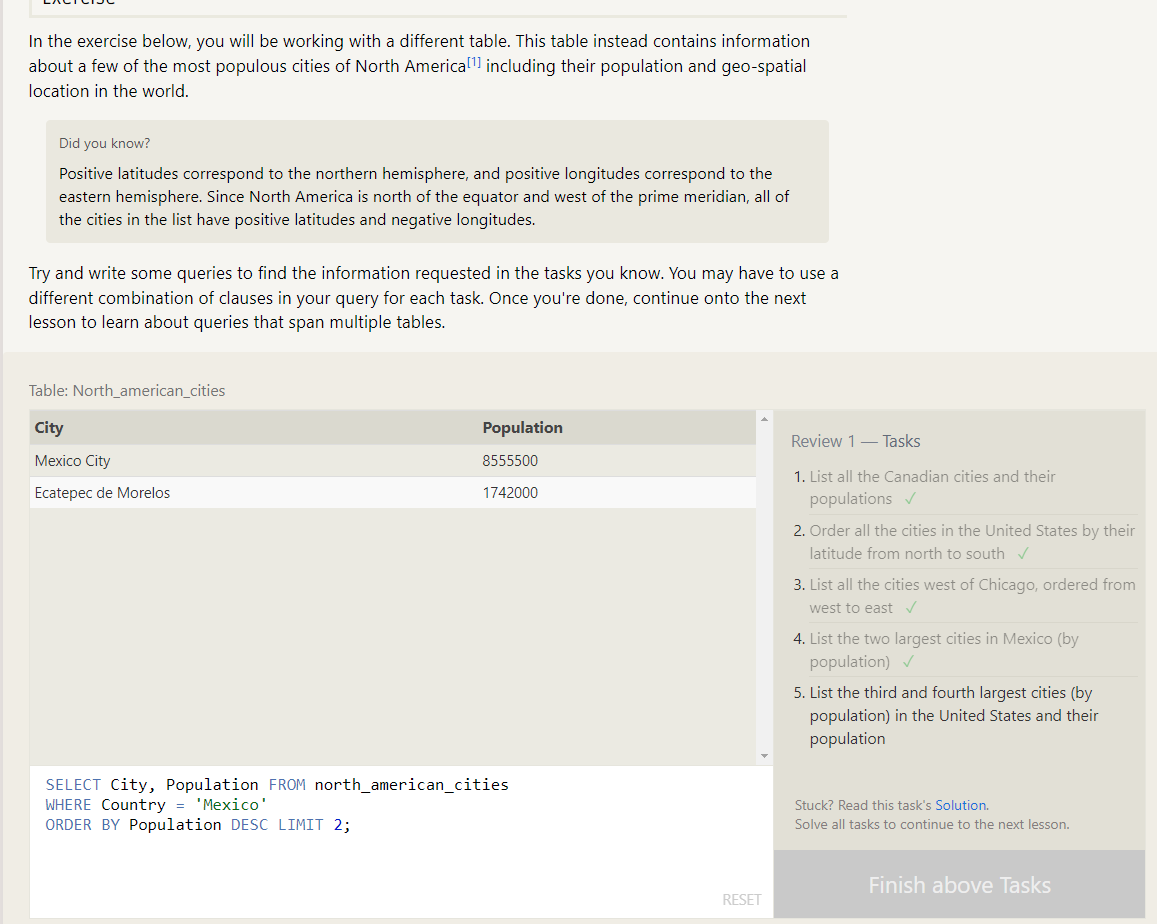 Exercise
In the exercise below, you will be working with a different table. This table instead contains information
about a few of the most populous cities of North America[1] including their population and geo-spatial
location in the world.
Did you know?
Positive latitudes correspond to the northern hemisphere, and positive longitudes correspond to the
eastern hemisphere. Since North America is north of the equator and west of the prime meridian, all of
the cities in the list have positive latitudes and negative longitudes.
Try and write some queries to find the information requested in the tasks you know. You may have to use a
different combination of clauses in your query for each task. Once you're done, continue onto the next
lesson to learn about queries that span multiple tables.
Table: North_american_cities
City Population
Mexico City 8555500
Ecatepec de Morelos 1742000
SELECT City, Population FROM north_american_cities
WHERE Country = 'Mexico'
ORDER BY Population DESC LIMIT 2;
RESET
Review 1 — Tasks
1. List all the Canadian cities and their
populations ✓
2. Order all the cities in the United States by their
latitude from north to south ✓
3. List all the cities west of Chicago, ordered from
west to east ✓
4. List the two largest cities in Mexico (by
population) ✓
5. List the third and fourth largest cities (by
population) in the United States and their
population
Stuck? Read this task's Solution.
Solve all tasks to continue to the next lesson.
Finish above Tasks